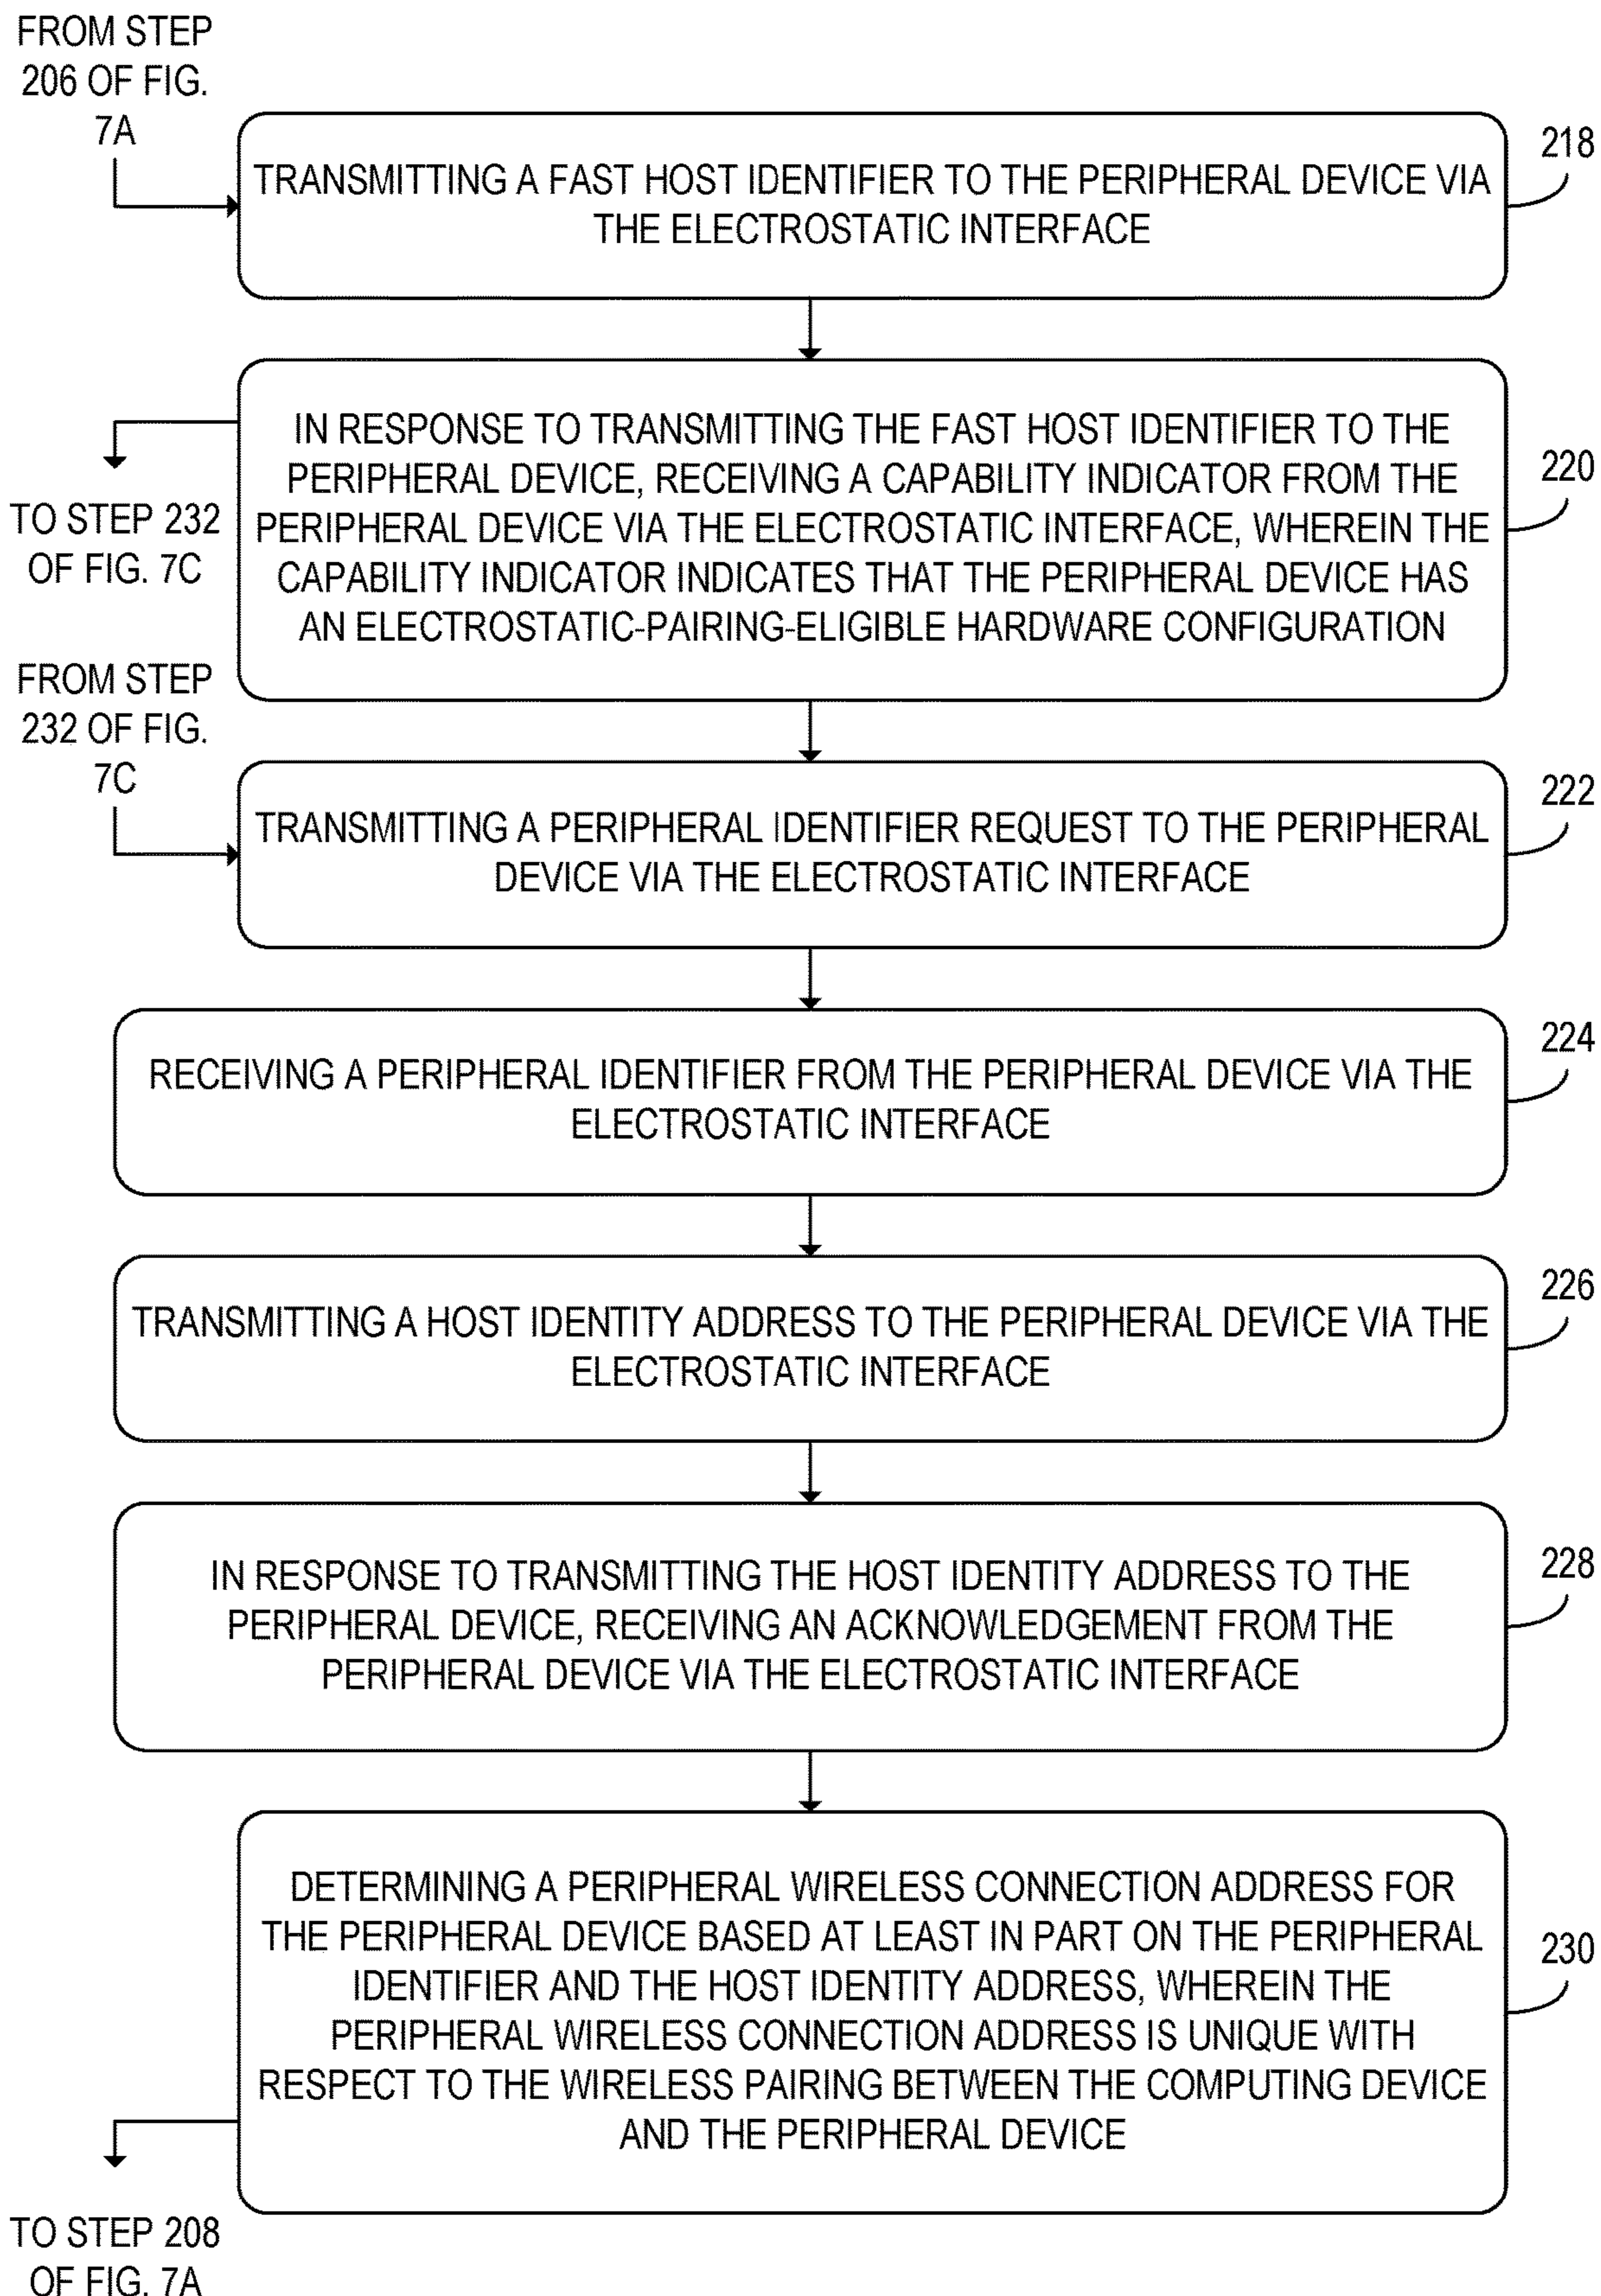 FROM STEP
206 OF FIG.
7A
218
TRANSMITTING A FAST HOST IDENTIFIER TO THE PERIPHERAL DEVICE VIA
THE ELECTROSTATIC INTERFACE
220
IN RESPONSE TO TRANSMITTING THE FAST HOST IDENTIFIER TO THE
PERIPHERAL DEVICE, RECEIVING A CAPABILITY INDICATOR FROM THE
PERIPHERAL DEVICE VIA THE ELECTROSTATIC INTERFACE, WHEREIN THE
CAPABILITY INDICATOR INDICATES THAT THE PERIPHERAL DEVICE HAS
AN ELECTROSTATIC-PAIRING-ELIGIBLE HARDWARE CONFIGURATION
TO STEP 232
OF FIG. 7C
FROM STEP
232 OF FIG.
7C
222
TRANSMITTING A PERIPHERAL IDENTIFIER REQUEST TO THE PERIPHERAL
DEVICE VIA THE ELECTROSTATIC INTERFACE
224
RECEIVING A PERIPHERAL IDENTIFIER FROM THE PERIPHERAL DEVICE VIA THE
ELECTROSTATIC INTERFACE
226
TRANSMITTING A HOST IDENTITY ADDRESS TO THE PERIPHERAL DEVICE VIA THE
ELECTROSTATIC INTERFACE
228
IN RESPONSE TO TRANSMITTING THE HOST IDENTITY ADDRESS TO THE
PERIPHERAL DEVICE, RECEIVING AN ACKNOWLEDGEMENT FROM THE
PERIPHERAL DEVICE VIA THE ELECTROSTATIC INTERFACE
230
DETERMINING A PERIPHERAL WIRELESS CONNECTION ADDRESS FOR
THE PERIPHERAL DEVICE BASED AT LEAST IN PART ON THE PERIPHERAL
IDENTIFIER AND THE HOST IDENTITY ADDRESS, WHEREIN THE
PERIPHERAL WIRELESS CONNECTION ADDRESS IS UNIQUE WITH
RESPECT TO THE WIRELESS PAIRING BETWEEN THE COMPUTING DEVICE
AND THE PERIPHERAL DEVICE
TO STEP 208
OF FIG. 7A